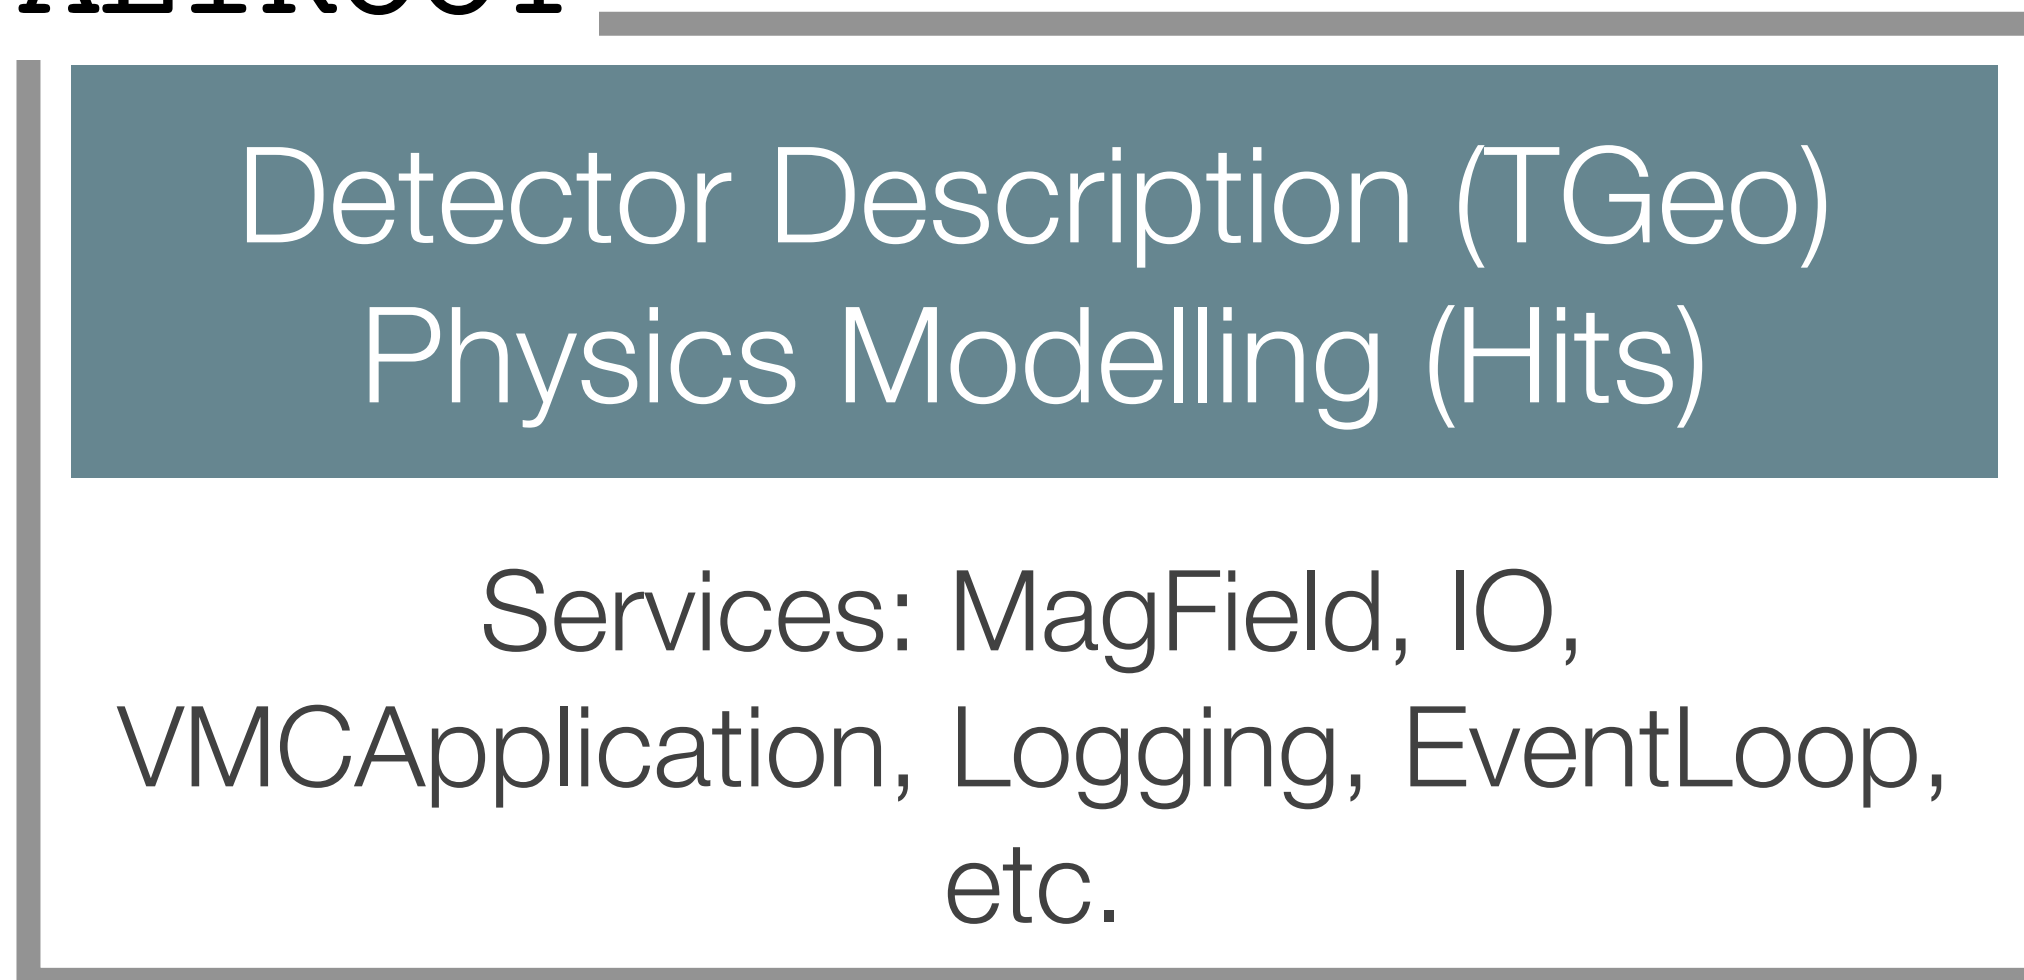 Detector Description (TGeo)
Physics Modelling (Hits)
Services: MagField, IO,
VMCApplication, Logging, EventLoop,
etc.